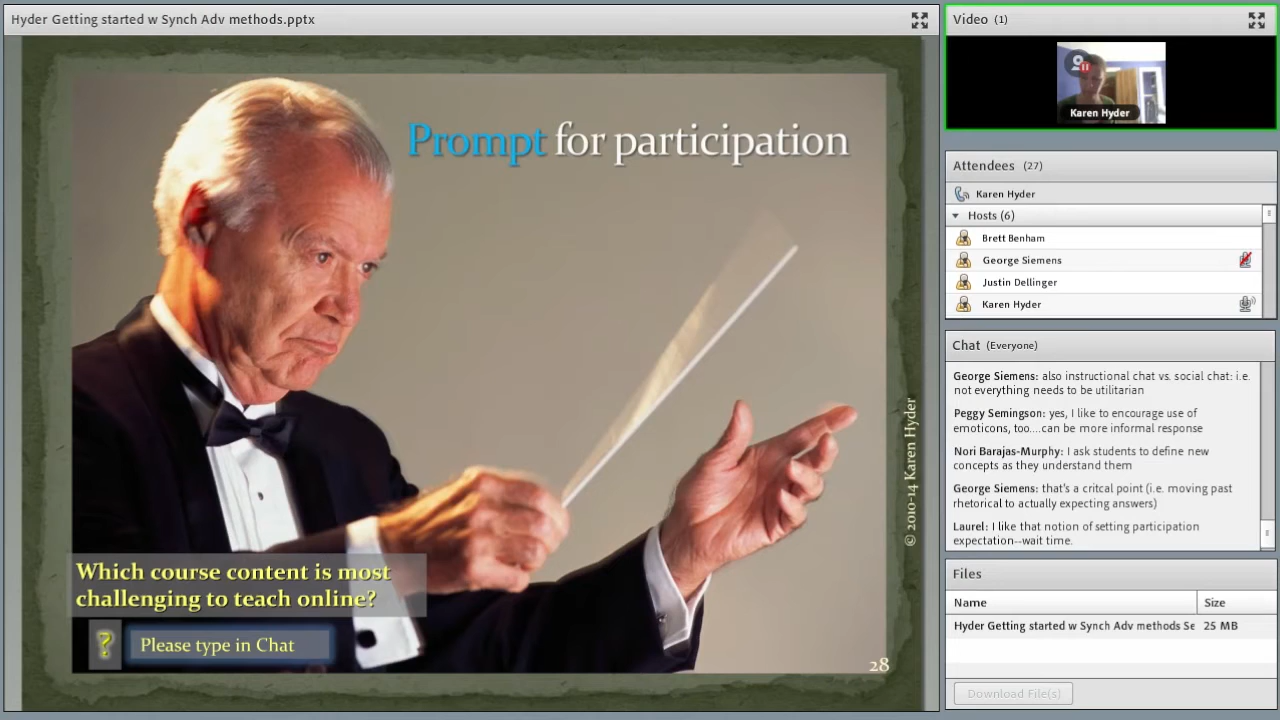 Hyder Getting started w Synch Adv methods.pptx
Prompt for participation
Which course content is most
challenging to teach online?
?
Please type in Chat
28
© 2010-14 Karen Hyder
Video (1)
Karen Hyder
Attendees (27)
Karen Hyder
Hosts (6)
Brett Benham
George Siemens
Justin Dellinger
Karen Hyder
Chat (Everyone)
George Siemens: also instructional chat vs. social chat: i.e.
not everything needs to be utilitarian
Peggy Semingson: yes, I like to encourage use of
emoticons, too....can be more informal response
Nori Barajas-Murphy: I ask students to define new
concepts as they understand them
George Siemens: that's a critcal point (i.e. moving past
rhetorical to actually expecting answers)
Laurel: I like that notion of setting participation
expectation--wait time.
Files
Name Size
Hyder Getting started w Synch Adv methods Se 25 MB
Download File(s)